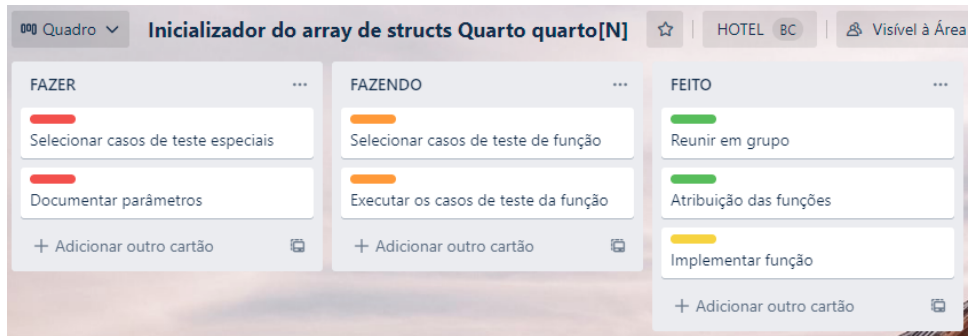 Quadro
Inicializador do array de structs Quarto quarto[N]
HOTEL BC
Visível à Área
FAZER
Selecionar casos de teste especiais
Documentar parâmetros
+ Adicionar outro cartão
FAZENDO
Selecionar casos de teste de função
Executar os casos de teste da função
+ Adicionar outro cartão
FEITO
Reunir em grupo
Atribuição das funções
Implementar função
+ Adicionar outro cartão